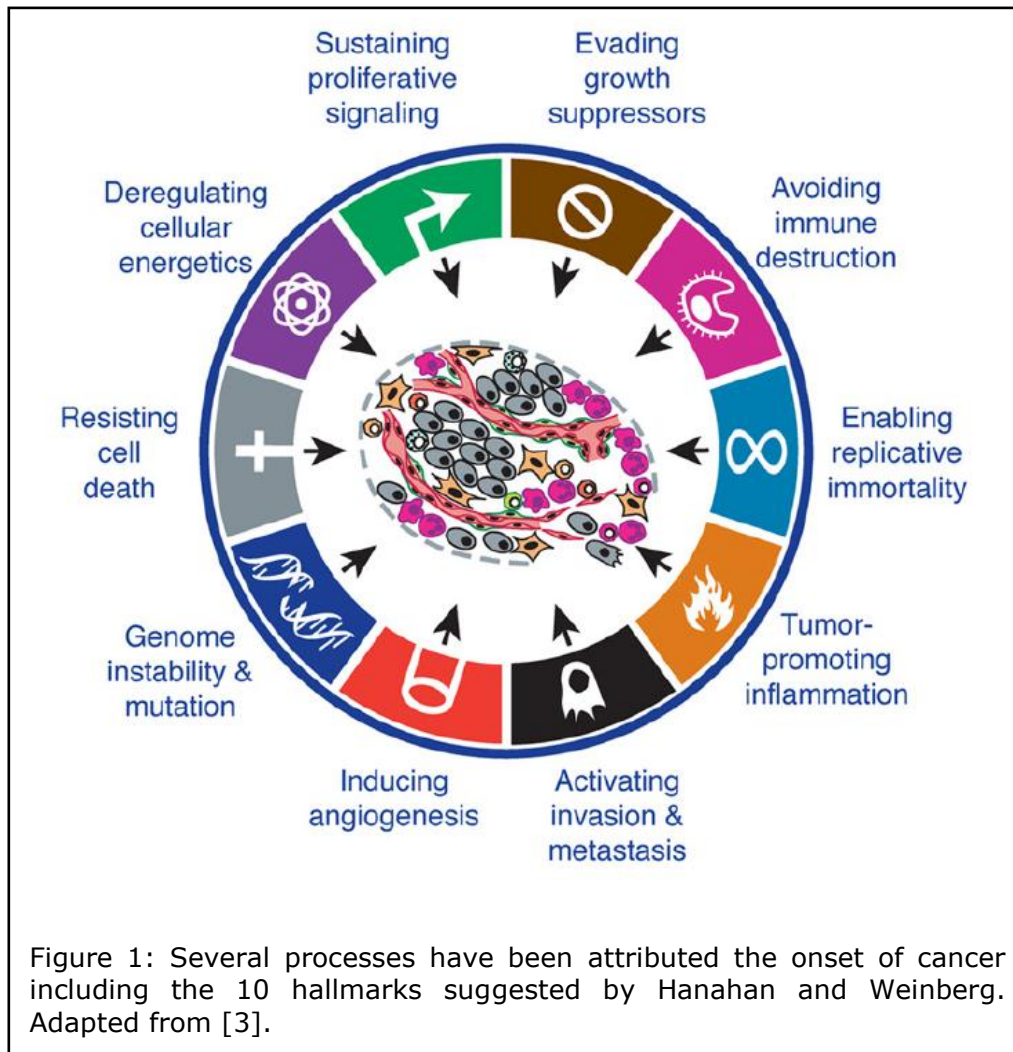 Sustaining
proliferative
signaling
Evading
growth
suppressors
Deregulating
cellular
energetics
Avoiding
immune
destruction
Resisting
cell
death
Enabling
replicative
immortality
Genome
instability &
mutation
Tumor-
promoting
inflammation
Inducing
angiogenesis
Activating
invasion &
metastasis
Figure 1: Several processes have been attributed the onset of cancer
including the 10 hallmarks suggested by Hanahan and Weinberg.
Adapted from [3].